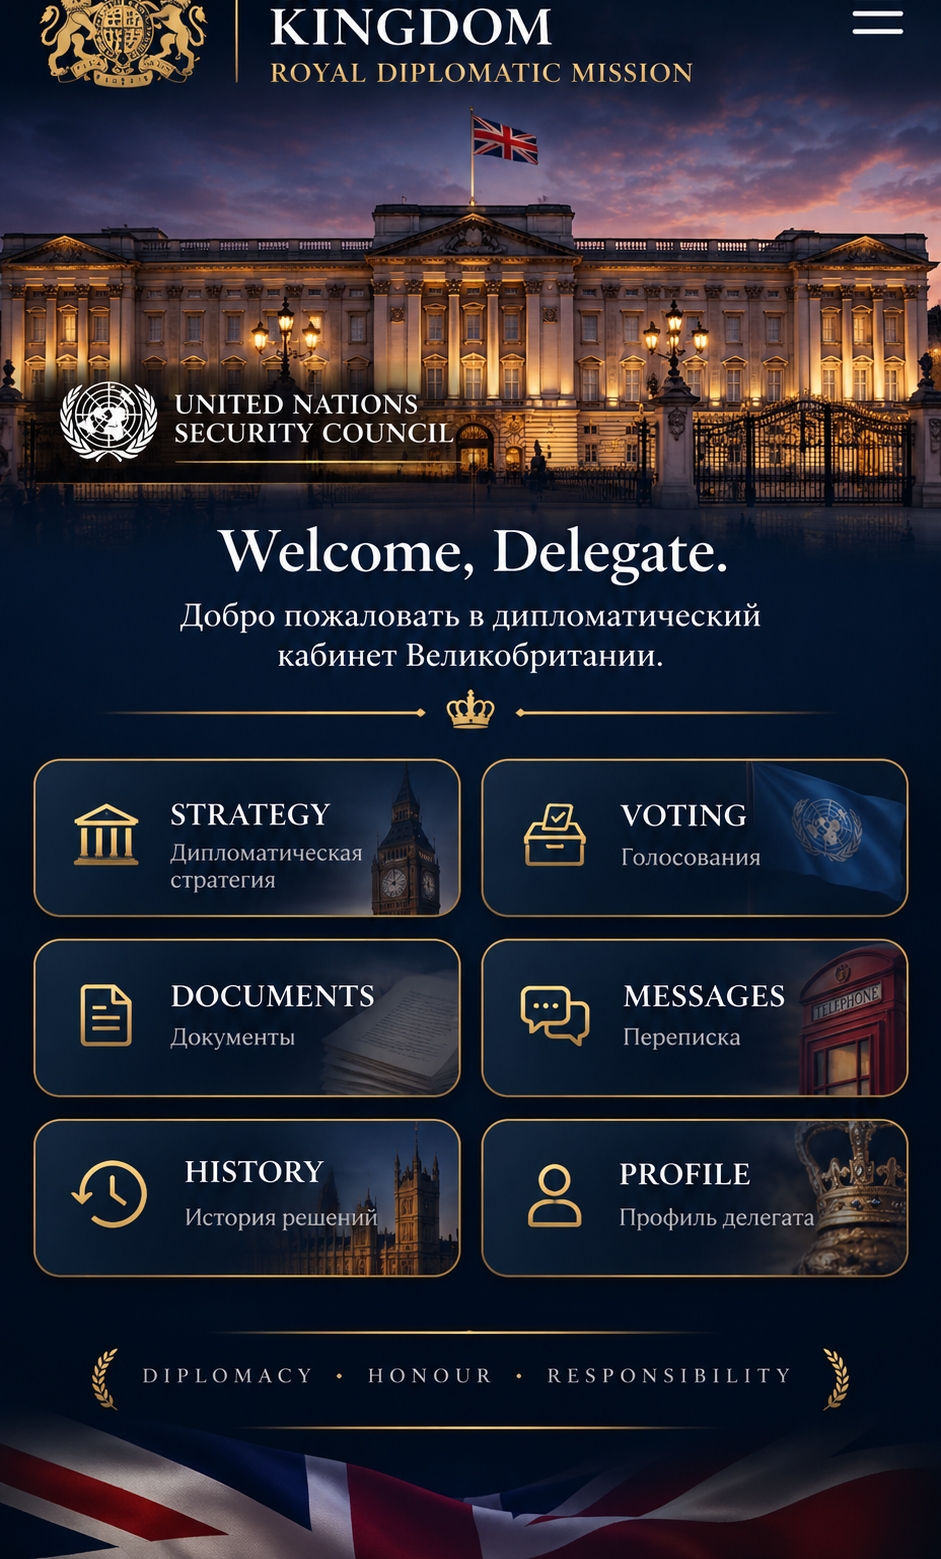 KINGDOM
ROYAL DIPLOMATIC MISSION
UNITED NATIONS
SECURITY COUNCIL
Welcome, Delegate.
Добро пожаловать в дипломатический
кабинет Великобритании.
STRATEGY
Дипломатическая
стратегия
VOTING
Голосования
DOCUMENTS
Документы
MESSAGES
Переписка
TELEPHONE
HISTORY
История решений
PROFILE
Профиль делегата
DIPLOMACY • HONOUR • RESPONSIBILITY